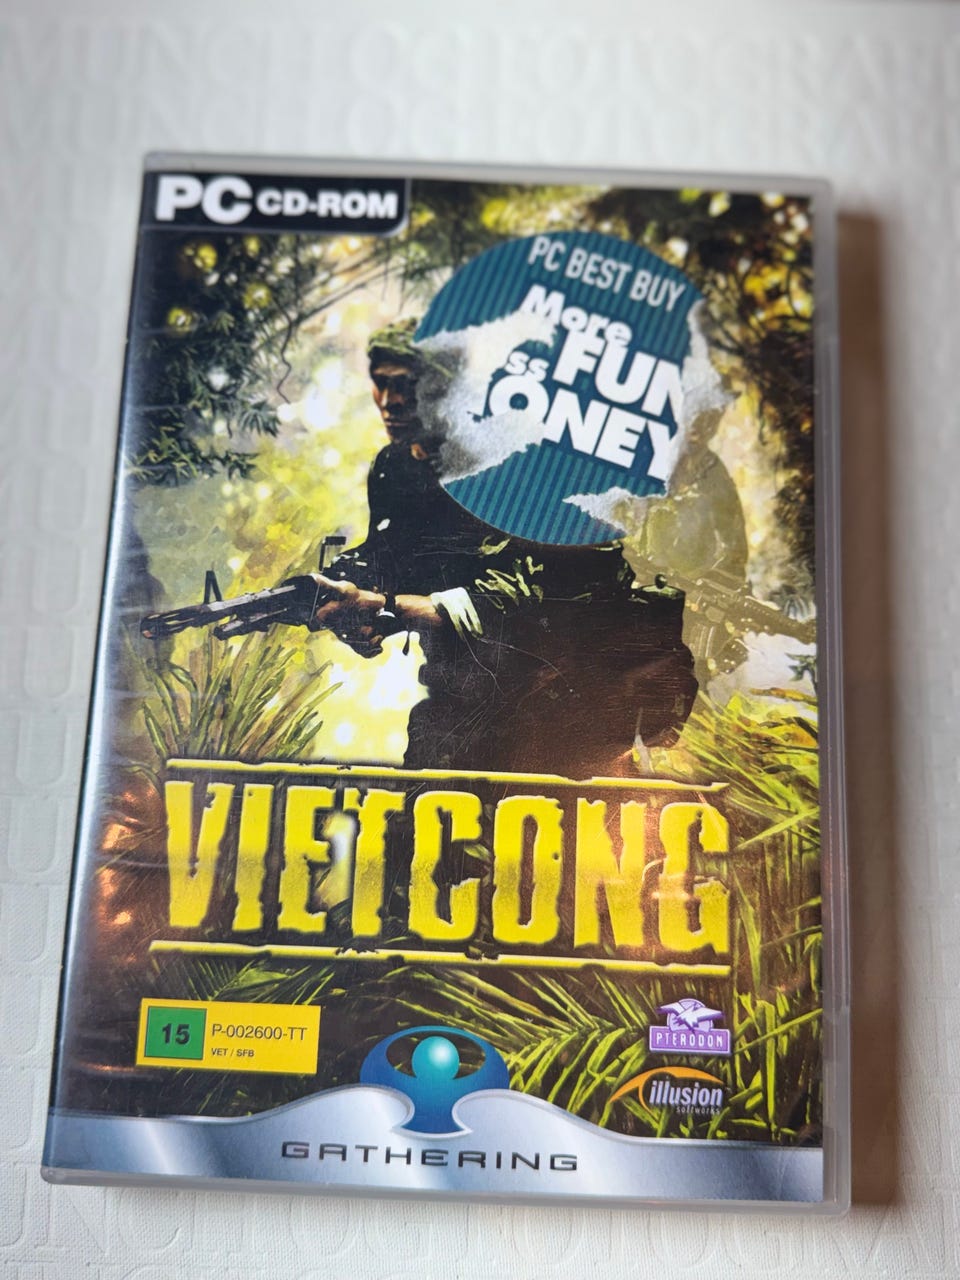 PC CD-ROM
PC BEST BUY
More
ss FUN
ONEY
VIETCONG
15 P-002600-TT
VET / SFB
PTERODON
illusion
softworks
GATHERING